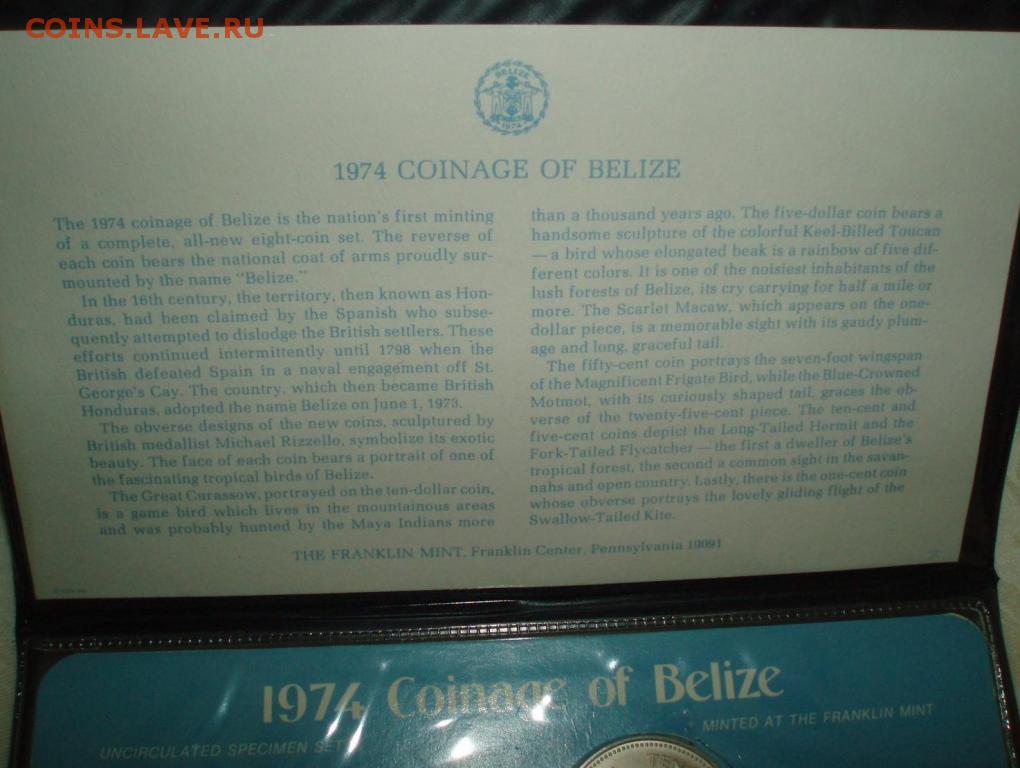 COINS.LAVE.RU
BELIZE
1974
1974 COINAGE OF BELIZE
The 1974 coinage of Belize is the nation's first minting
of a complete, all-new eight-coin set. The reverse of
each coin bears the national coat of arms proudly sur-
mounted by the name "Belize."
In the 16th century, the territory, then known as Hon-
duras, had been claimed by the Spanish who subse-
quently attempted to dislodge the British settlers. These
efforts continued intermittently until 1798 when the
British defeated Spain in a naval engagement off St.
George's Cay. The country, which then became British
Honduras, adopted the name Belize on June 1, 1973.
The obverse designs of the new coins, sculptured by
British medallist Michael Rizzello, symbolize its exotic
beauty. The face of each coin bears a portrait of one of
the fascinating tropical birds of Belize.
The Great Curassow, portrayed on the ten-dollar coin,
is a game bird which lives in the mountainous areas
and was probably hunted by the Maya Indians more
than a thousand years ago. The five-dollar coin bears a
handsome sculpture of the colorful Keel-Billed Toucan
— a bird whose elongated beak is a rainbow of five dif-
ferent colors. It is one of the noisiest inhabitants of the
lush forests of Belize, its cry carrying for half a mile or
more. The Scarlet Macaw, which appears on the one-
dollar piece, is a memorable sight with its gaudy plum-
age and long, graceful tail.
The fifty-cent coin portrays the seven-foot wingspan
of the Magnificent Frigate Bird, while the Blue-Crowned
Motmot, with its curiously shaped tail, graces the ob-
verse of the twenty-five-cent piece. The ten-cent and
five-cent coins depict the Long-Tailed Hermit and the
Fork-Tailed Flycatcher — the first a dweller of Belize's
tropical forest, the second a common sight in the savan-
nahs and open country. Lastly, there is the one-cent coin
whose obverse portrays the lovely gliding flight of the
Swallow-Tailed Kite.
THE FRANKLIN MINT, Franklin Center, Pennsylvania 19091
1974 Coinage of Belize
UNCIRCULATED SPECIMEN SET
MINTED AT THE FRANKLIN MINT
TEN